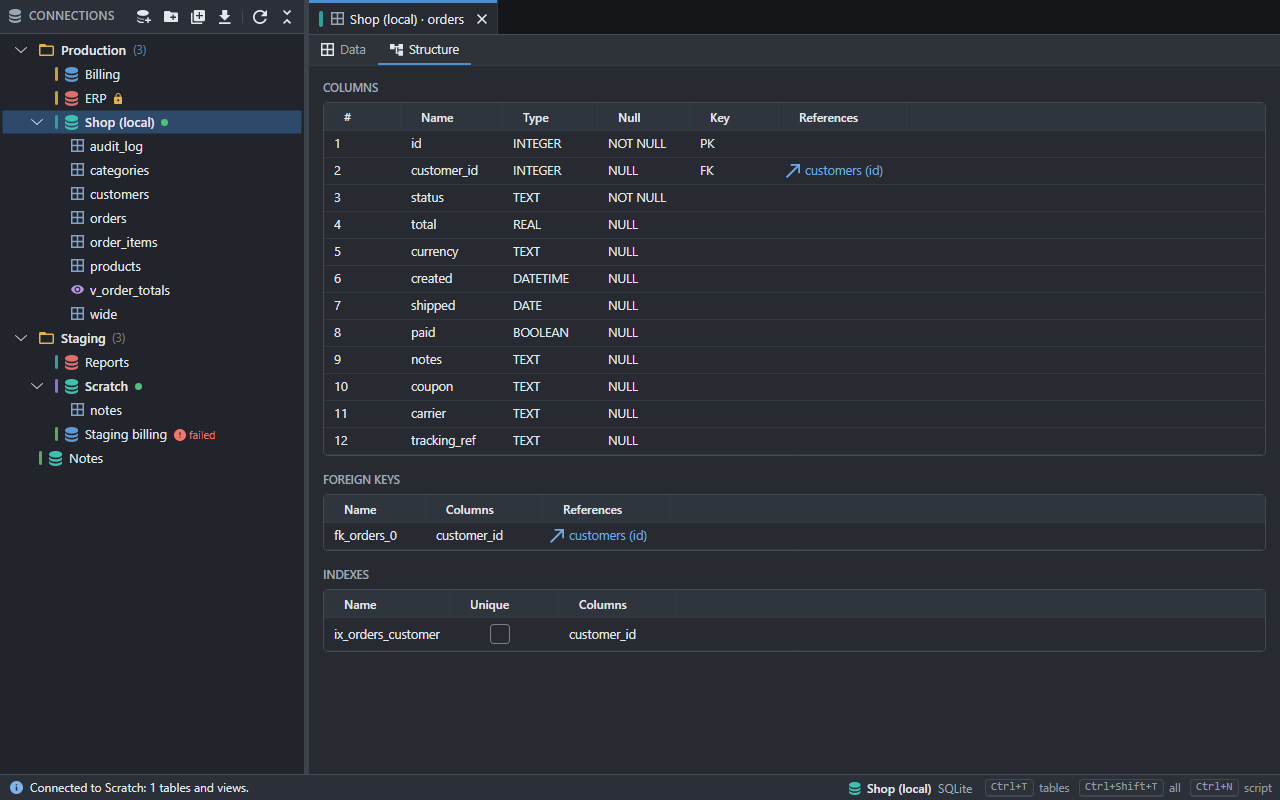 CONNECTIONS
Shop (local) · orders
Data Structure
Production (3)
Billing
ERP
Shop (local)
audit_log
categories
customers
orders
order_items
products
v_order_totals
wide
Staging (3)
Reports
Scratch
notes
Staging billing failed
Notes
COLUMNS
# Name Type Null Key References
1 id INTEGER NOT NULL PK
2 customer_id INTEGER NULL FK customers (id)
3 status TEXT NOT NULL
4 total REAL NULL
5 currency TEXT NULL
6 created DATETIME NULL
7 shipped DATE NULL
8 paid BOOLEAN NULL
9 notes TEXT NULL
10 coupon TEXT NULL
11 carrier TEXT NULL
12 tracking_ref TEXT NULL
FOREIGN KEYS
Name Columns References
fk_orders_0 customer_id customers (id)
INDEXES
Name Unique Columns
ix_orders_customer customer_id
Connected to Scratch: 1 tables and views.
Shop (local) SQLite Ctrl+T tables Ctrl+Shift+T all Ctrl+N script